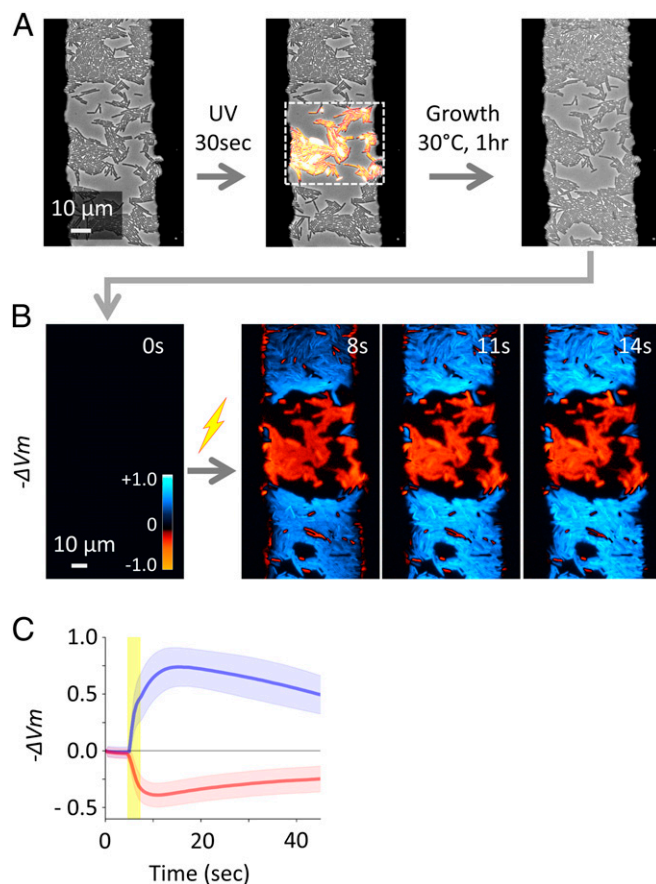 A
10 µm
UV
30sec
Growth
30°C, 1hr
B
-ΔVm
0s
+1.0
0
-1.0
10 µm
8s
11s
14s
C
-ΔVm
1.0
0.5
0.0
- 0.5
0
20
40
Time (sec)